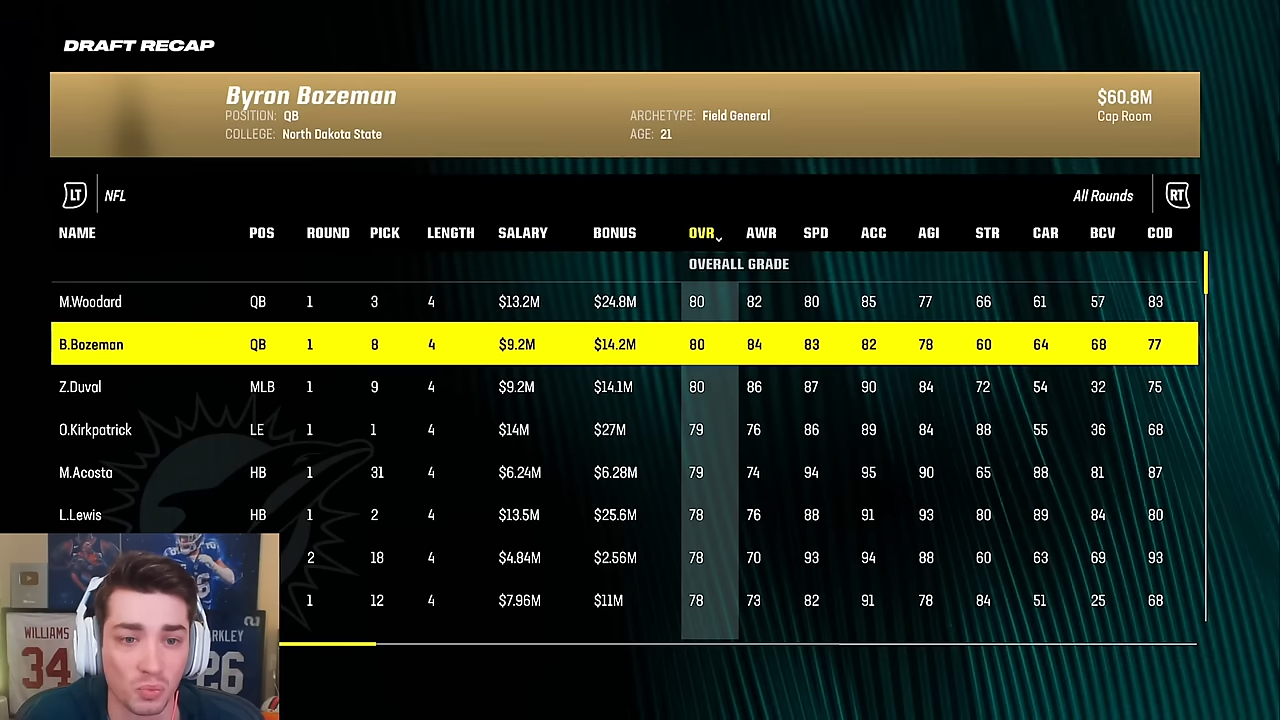 DRAFT RECAP
Byron Bozeman
POSITION: QB
COLLEGE: North Dakota State
ARCHETYPE: Field General
AGE: 21
$60.8M
Cap Room
LT NFL All Rounds RT
NAME POS ROUND PICK LENGTH SALARY BONUS OVR AWR SPD ACC AGI STR CAR BCV COD
OVERALL GRADE
M.Woodard QB 1 3 4 $13.2M $24.8M 80 82 80 85 77 66 61 57 83
B.Bozeman QB 1 8 4 $9.2M $14.2M 80 84 83 82 78 60 64 68 77
Z.Duval MLB 1 9 4 $9.2M $14.1M 80 86 87 90 84 72 54 32 75
O.Kirkpatrick LE 1 1 4 $14M $27M 79 76 86 89 84 88 55 36 68
M.Acosta HB 1 31 4 $6.24M $6.28M 79 74 94 95 90 65 88 81 87
L.Lewis HB 1 2 4 $13.5M $25.6M 78 76 88 91 93 80 89 84 80
2 18 4 $4.84M $2.56M 78 70 93 94 88 60 63 69 93
1 12 4 $7.96M $11M 78 73 82 91 78 84 51 25 68
WILLIAMS
34
RKLEY
26